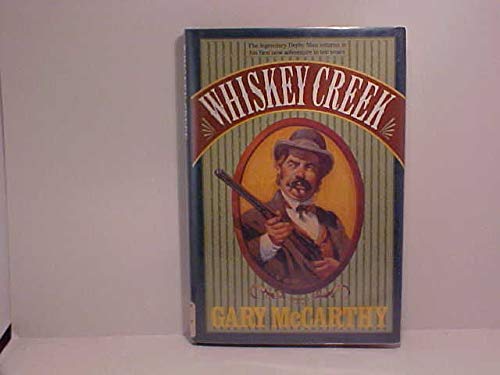 The legendary Derby Man returns in
his first new adventure in ten years
WHISKEY CREEK
GARY McCARTHY